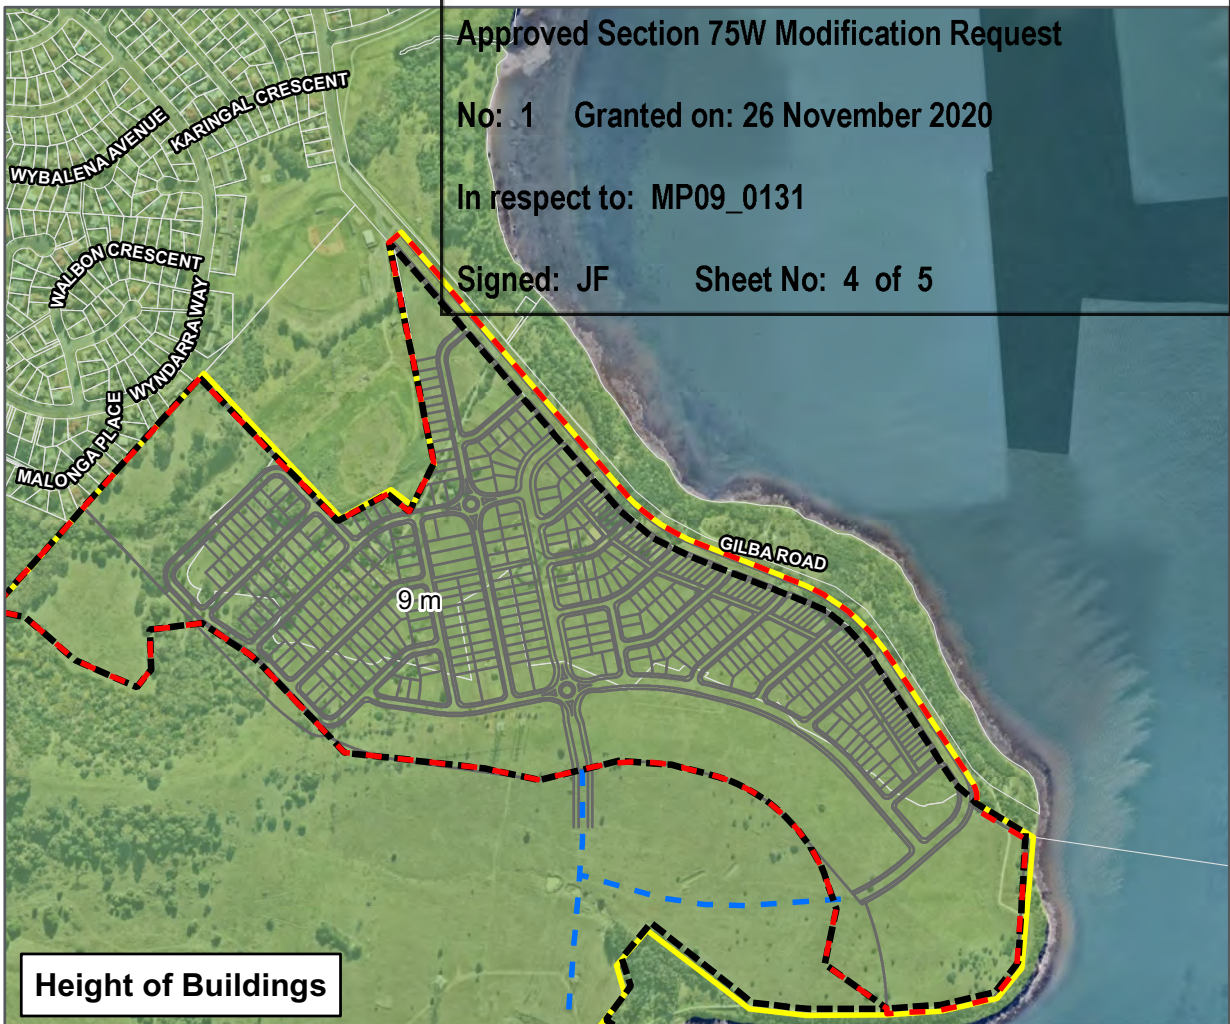 Approved Section 75W Modification Request
No: 1 Granted on: 26 November 2020
In respect to: MP09_0131
Signed: JF Sheet No: 4 of 5
KARINGAL CRESCENT
WYBALENA AVENUE
WALBON CRESCENT
WYNDARRA WAY
MALONGA PLACE
GILBA ROAD
9 m
Height of Buildings